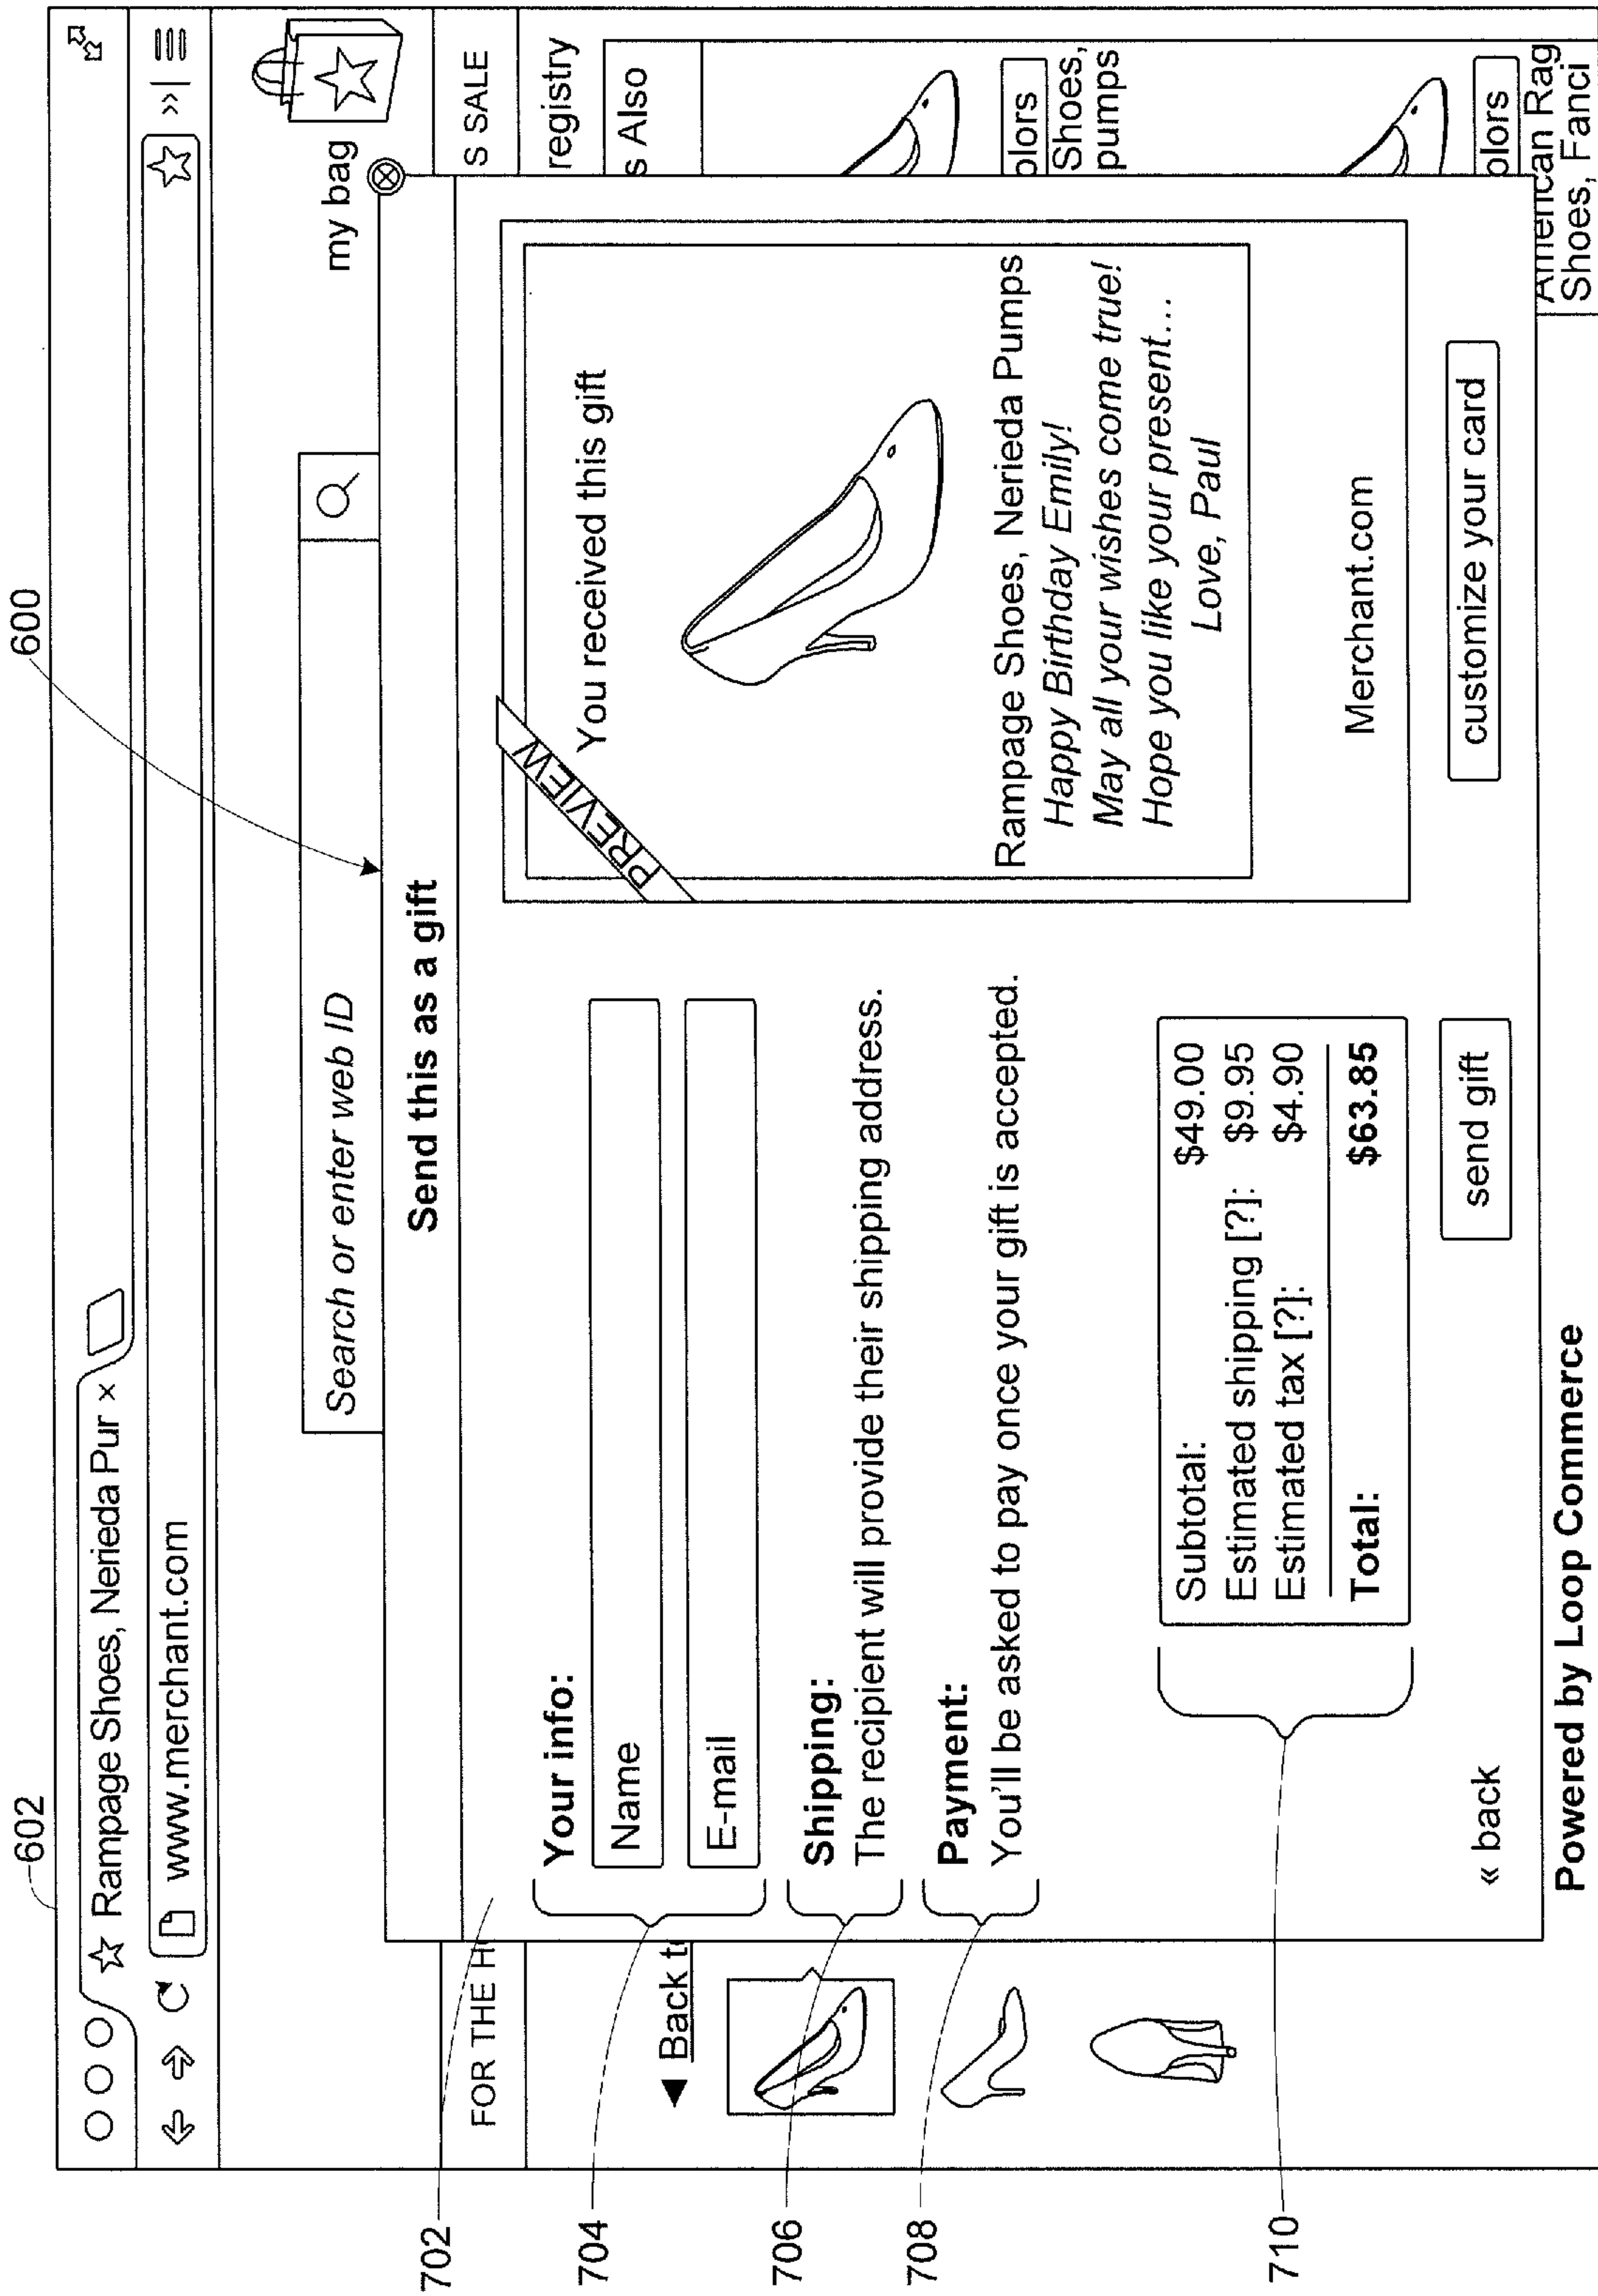 600
602
Rampage Shoes, Nerieda Pur ×
www.merchant.com
Search or enter web ID
my bag
FOR THE H
S SALE
registry
◄ Back t
s Also
olors
Shoes,
pumps
olors
American Rag
Shoes, Fanci
Send this as a gift
702
704
706
708
710
Your info:
Name
E-mail
Shipping:
The recipient will provide their shipping address.
Payment:
You'll be asked to pay once your gift is accepted.
Subtotal: $49.00
Estimated shipping [?]: $9.95
Estimated tax [?]: $4.90
Total: $63.85
« back
send gift
PREVIEW
You received this gift
Rampage Shoes, Nerieda Pumps
Happy Birthday Emily!
May all your wishes come true!
Hope you like your present...
Love, Paul
Merchant.com
customize your card
Powered by Loop Commerce